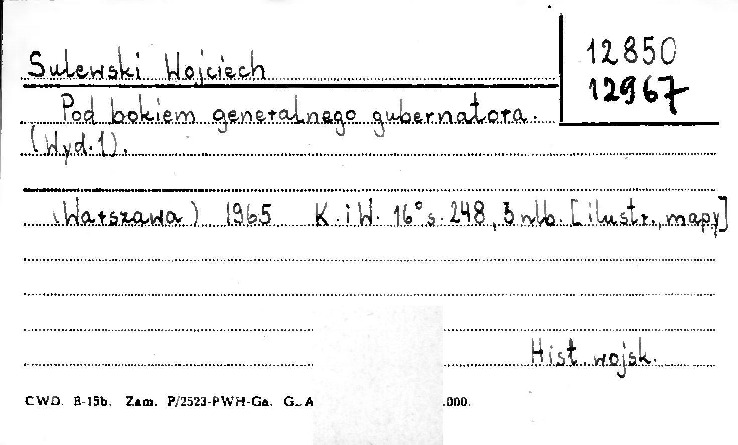 Sulewski Wojciech
12850
12967
Pod bokiem generalnego gubernatora.
(Wyd. 1).
(Warszawa) 1965 K. i W. 16° s. 248, 3 nlb. [ilustr., mapy]
Hist. wojsk.
CWD. B-15b. Zam. P/2523-PWH-Ga. G. A .000.